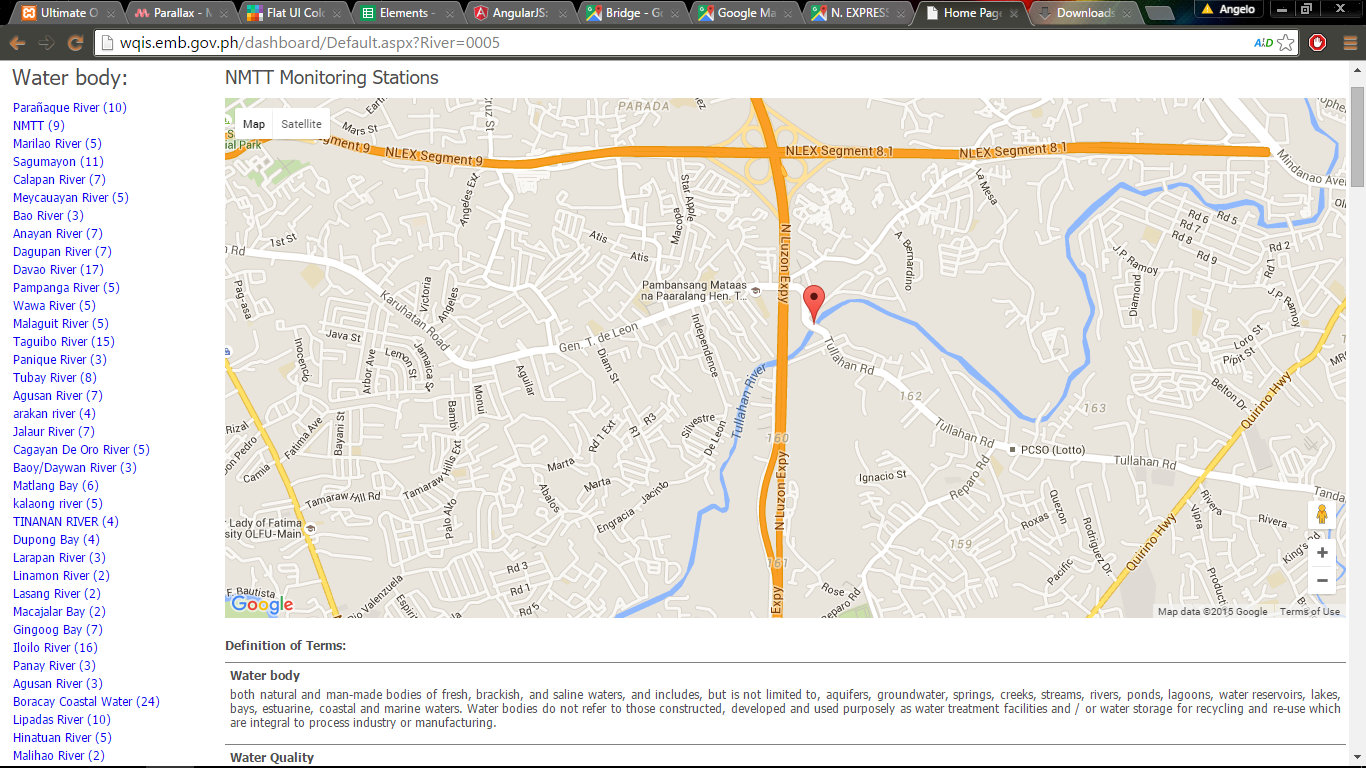 Ultimate O
Parallax - M
Flat UI Colo
Elements -
AngularJS:
Bridge - Go
Google Ma
N. EXPRESS
Home Page
Downloads
Angelo
wqis.emb.gov.ph/dashboard/Default.aspx?River=0005
Water body:
Parañaque River (10)
NMTT (9)
Marilao River (5)
Sagumayon (11)
Calapan River (7)
Meycauayan River (5)
Bao River (3)
Anayan River (7)
Dagupan River (7)
Davao River (17)
Pampanga River (5)
Wawa River (5)
Malaguit River (5)
Taguibo River (15)
Panique River (3)
Tubay River (8)
Agusan River (7)
arakan river (4)
Jalaur River (7)
Cagayan De Oro River (5)
Baoy/Daywan River (3)
Matlang Bay (6)
kalaong river (5)
TINANAN RIVER (4)
Dupong Bay (4)
Larapan River (3)
Linamon River (2)
Lasang River (2)
Macajalar Bay (2)
Gingoog Bay (7)
Iloilo River (16)
Panay River (3)
Agusan River (3)
Boracay Coastal Water (24)
Lipadas River (10)
Hinatuan River (5)
Malihao River (2)
NMTT Monitoring Stations
Map
Satellite
PARADA
Mars St
ial Park
gment 9
NLEX Segment 9
NLEX Segment 8.1
NLEX Segment 8.1
Mindanao Ave
Angeles Ext
Star Apple
Macoda
La Mesa
A. Bernardino
Rd 6
Rd 5
Rd 7
Rd 8
Rd 2
Rd 9
J.P Ramoy
1st St
Atis
Atis
N Luzon Expy
Pambansang Mataas
na Paaralang Hen. T...
Diamond
Ld Rd
J.P Ramoy
Pag-asa
Karuhatan Road
Victoria
Angeles
Gen. T. de Leon
Independence
Tullahan Rd
Loro St
Pipit St
Java St
Lemon St
Jamaica St
Inocencio
Arbor Ave
Aguilar
Diam St
Tullahan River
162
163
Belton Dr
Quirino Hwy
Rizal
Don Pedro
Camia
Fatima Ave
Bayani St
Bambi
Morui
Rd 1 Ext
R1
R3
Silvestre
De Leon
160
Tullahan Rd
PCSO (Lotto)
Tullahan Rd
Tamaraw Hills Ext
Tamaraw Hill Rd
Marta
Marta
Abalos
Jacinto
Engracia
Palo Alto
N Luzon Expy
Ignacio St
Reparo Rd
Quezon
Roxas
Rodriguez Dr.
Rivera
Vipra
Rivera
Tanda
Lady of Fatima
sity OLFU-Main
159
161
Quirino Hwy
King's
Pacific
Produc
F. Bautista
Rd 3
Rd 1
Rd 5
Expy
Rose
Reparo Rd
Google
Map data ©2015 Google
Terms of Use
Definition of Terms:
Water body
both natural and man-made bodies of fresh, brackish, and saline waters, and includes, but is not limited to, aquifers, groundwater, springs, creeks, streams, rivers, ponds, lagoons, water reservoirs, lakes,
bays, estuarine, coastal and marine waters. Water bodies do not refer to those constructed, developed and used purposely as water treatment facilities and / or water storage for recycling and re-use which
are integral to process industry or manufacturing.
Water Quality